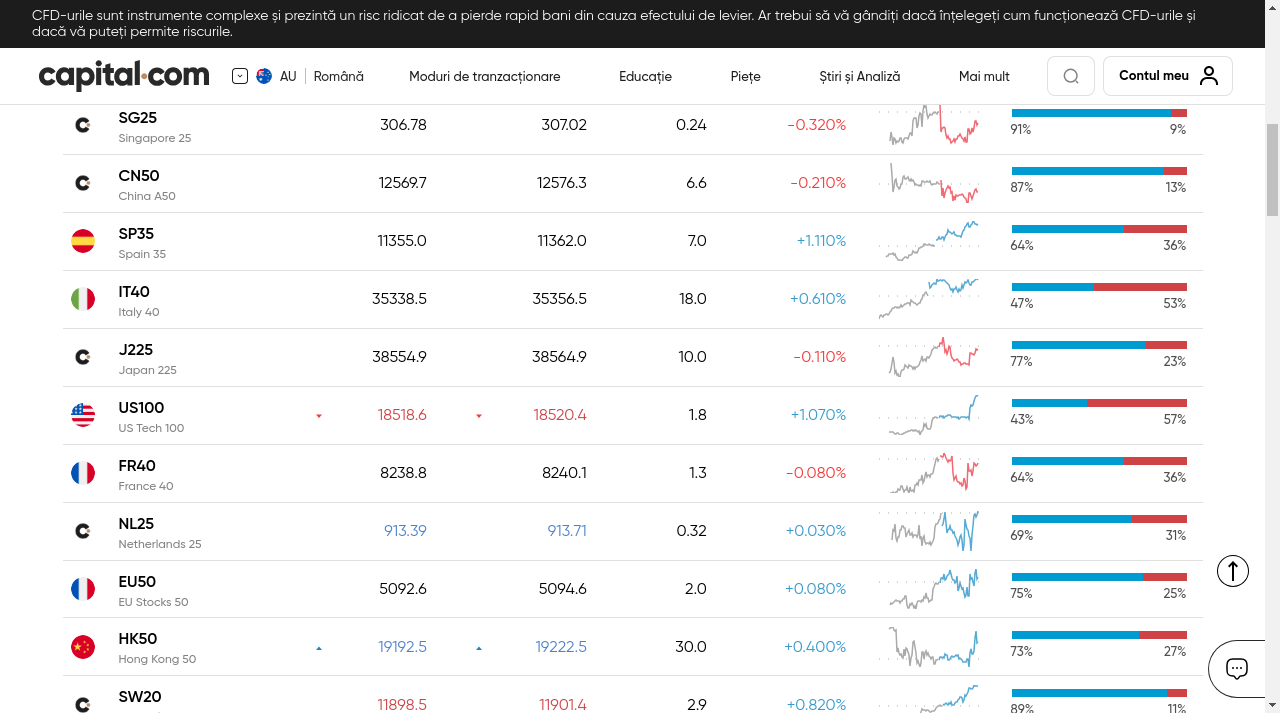 CFD-urile sunt instrumente complexe și prezintă un risc ridicat de a pierde rapid bani din cauza efectului de levier. Ar trebui să vă gândiți dacă înțelegeți cum funcționează CFD-urile și
dacă vă puteți permite riscurile.
capital.com AU Română Moduri de tranzacționare Educație Piețe Știri și Analiză Mai mult Contul meu
SG25 306.78 307.02 0.24 -0.320%
Singapore 25 91% 9%
CN50 12569.7 12576.3 6.6 -0.210%
China A50 87% 13%
SP35 11355.0 11362.0 7.0 +1.110%
Spain 35 64% 36%
IT40 35338.5 35356.5 18.0 +0.610%
Italy 40 47% 53%
J225 38554.9 38564.9 10.0 -0.110%
Japan 225 77% 23%
US100 18518.6 18520.4 1.8 +1.070%
US Tech 100 43% 57%
FR40 8238.8 8240.1 1.3 -0.080%
France 40 64% 36%
NL25 913.39 913.71 0.32 +0.030%
Netherlands 25 69% 31%
EU50 5092.6 5094.6 2.0 +0.080%
EU Stocks 50 75% 25%
HK50 19192.5 19222.5 30.0 +0.400%
Hong Kong 50 73% 27%
SW20 11898.5 11901.4 2.9 +0.820%
89% 11%